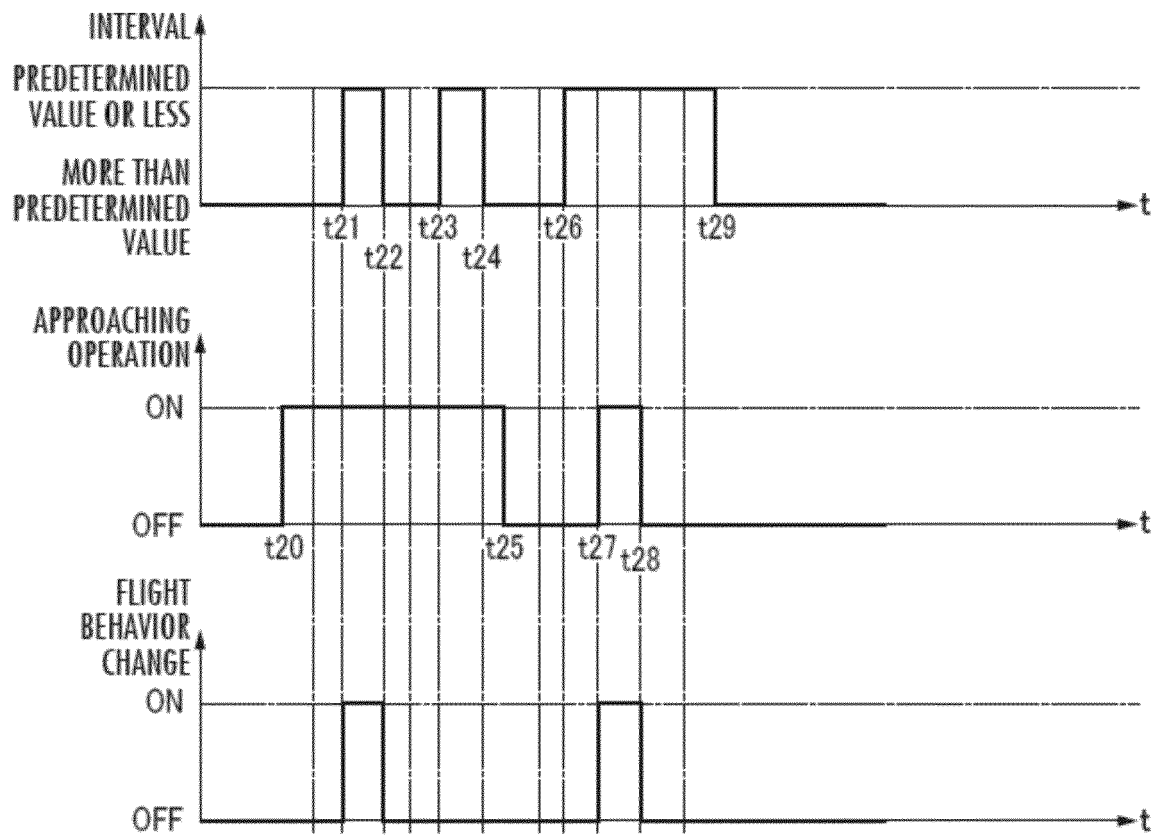 INTERVAL
PREDETERMINED
VALUE OR LESS
MORE THAN
PREDETERMINED
VALUE
t
t21
t23
t26
t29
t22
t24
APPROACHING
OPERATION
ON
OFF
t
t20
t25
t27
t28
FLIGHT
BEHAVIOR
CHANGE
ON
OFF
t